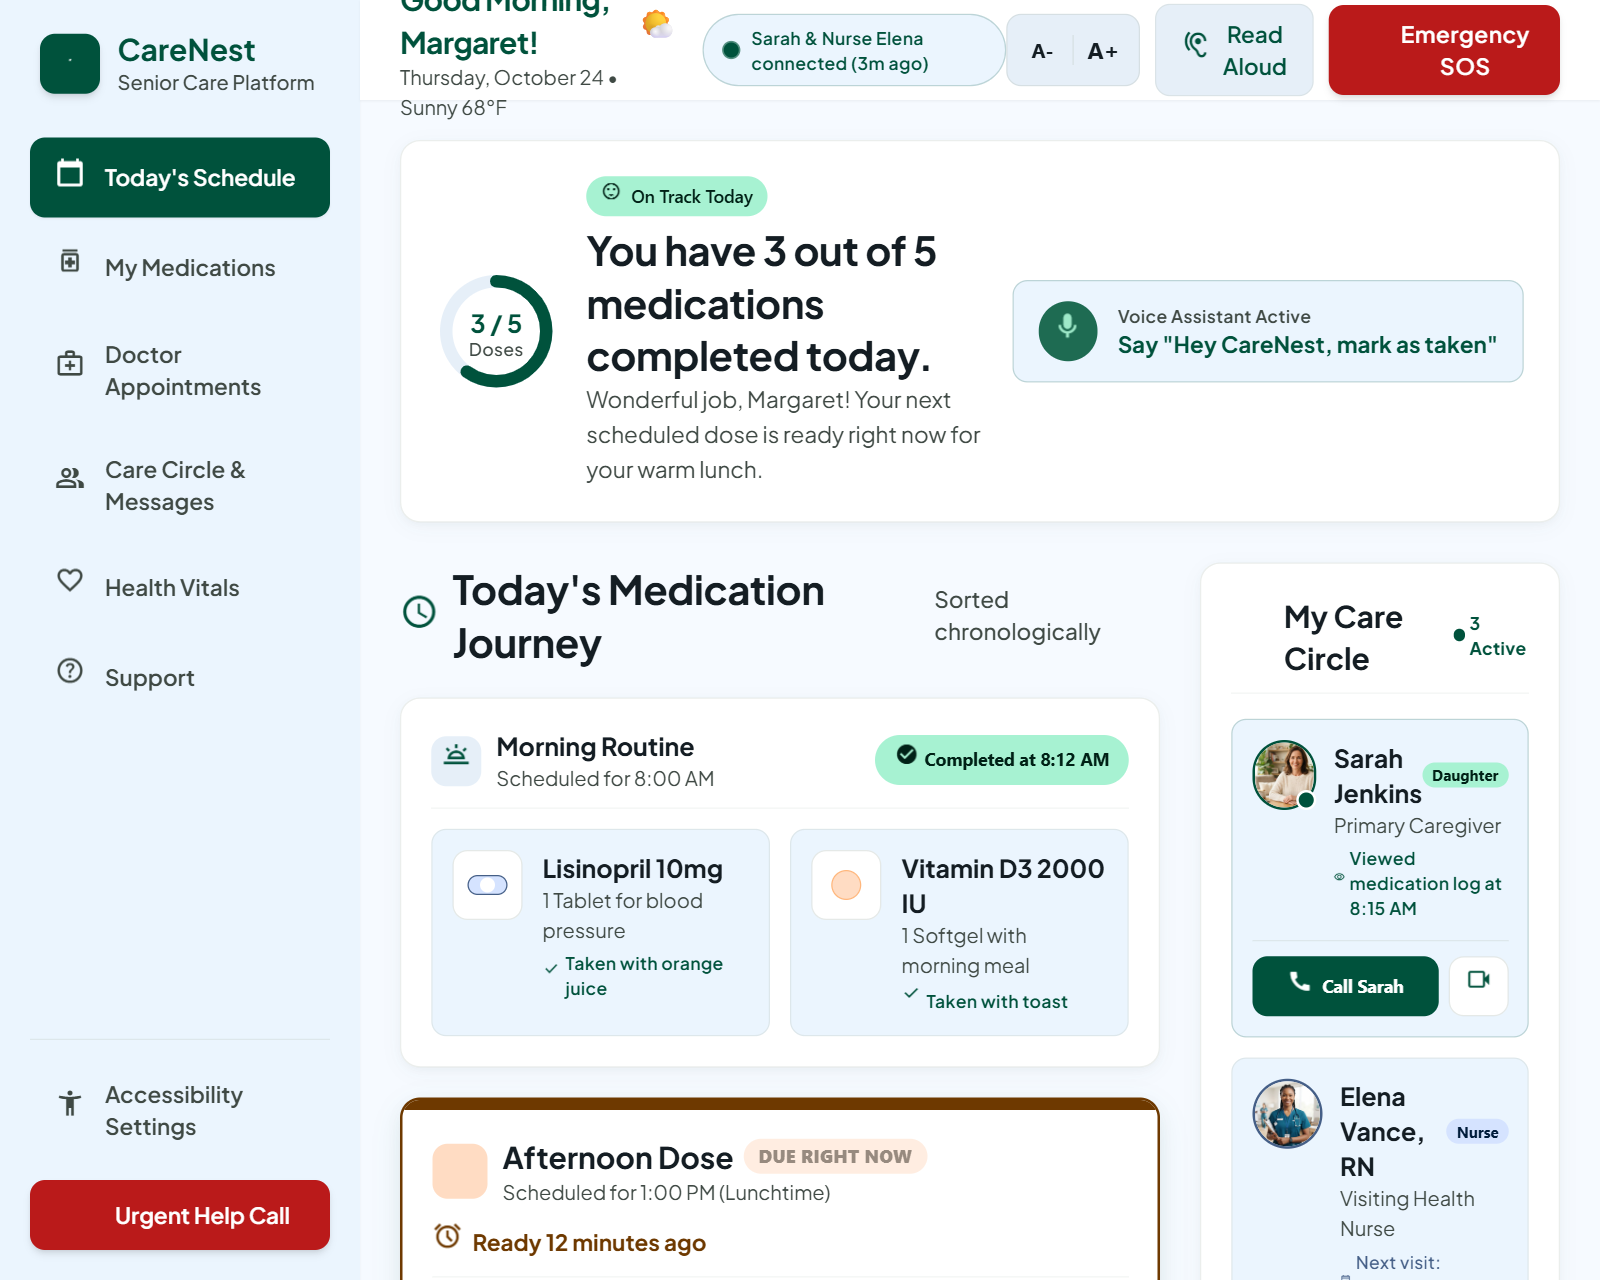 CareNest
Senior Care Platform
Today's Schedule
My Medications
Doctor
Appointments
Care Circle &
Messages
Health Vitals
Support
Accessibility
Settings
Urgent Help Call
Good Morning,
Margaret!
Thursday, October 24 •
Sunny 68°F
Sarah & Nurse Elena
connected (3m ago)
A-
A+
Read
Aloud
Emergency
SOS
3 / 5
Doses
On Track Today
You have 3 out of 5
medications
completed today.
Wonderful job, Margaret! Your next
scheduled dose is ready right now for
your warm lunch.
Voice Assistant Active
Say "Hey CareNest, mark as taken"
Today's Medication
Journey
Sorted
chronologically
Morning Routine
Scheduled for 8:00 AM
Completed at 8:12 AM
Lisinopril 10mg
1 Tablet for blood
pressure
Taken with orange
juice
Vitamin D3 2000
IU
1 Softgel with
morning meal
Taken with toast
Afternoon Dose
DUE RIGHT NOW
Scheduled for 1:00 PM (Lunchtime)
Ready 12 minutes ago
My Care
Circle
3
Active
Sarah
Jenkins
Daughter
Primary Caregiver
Viewed
medication log at
8:15 AM
Call Sarah
Elena
Vance,
RN
Nurse
Visiting Health
Nurse
Next visit: